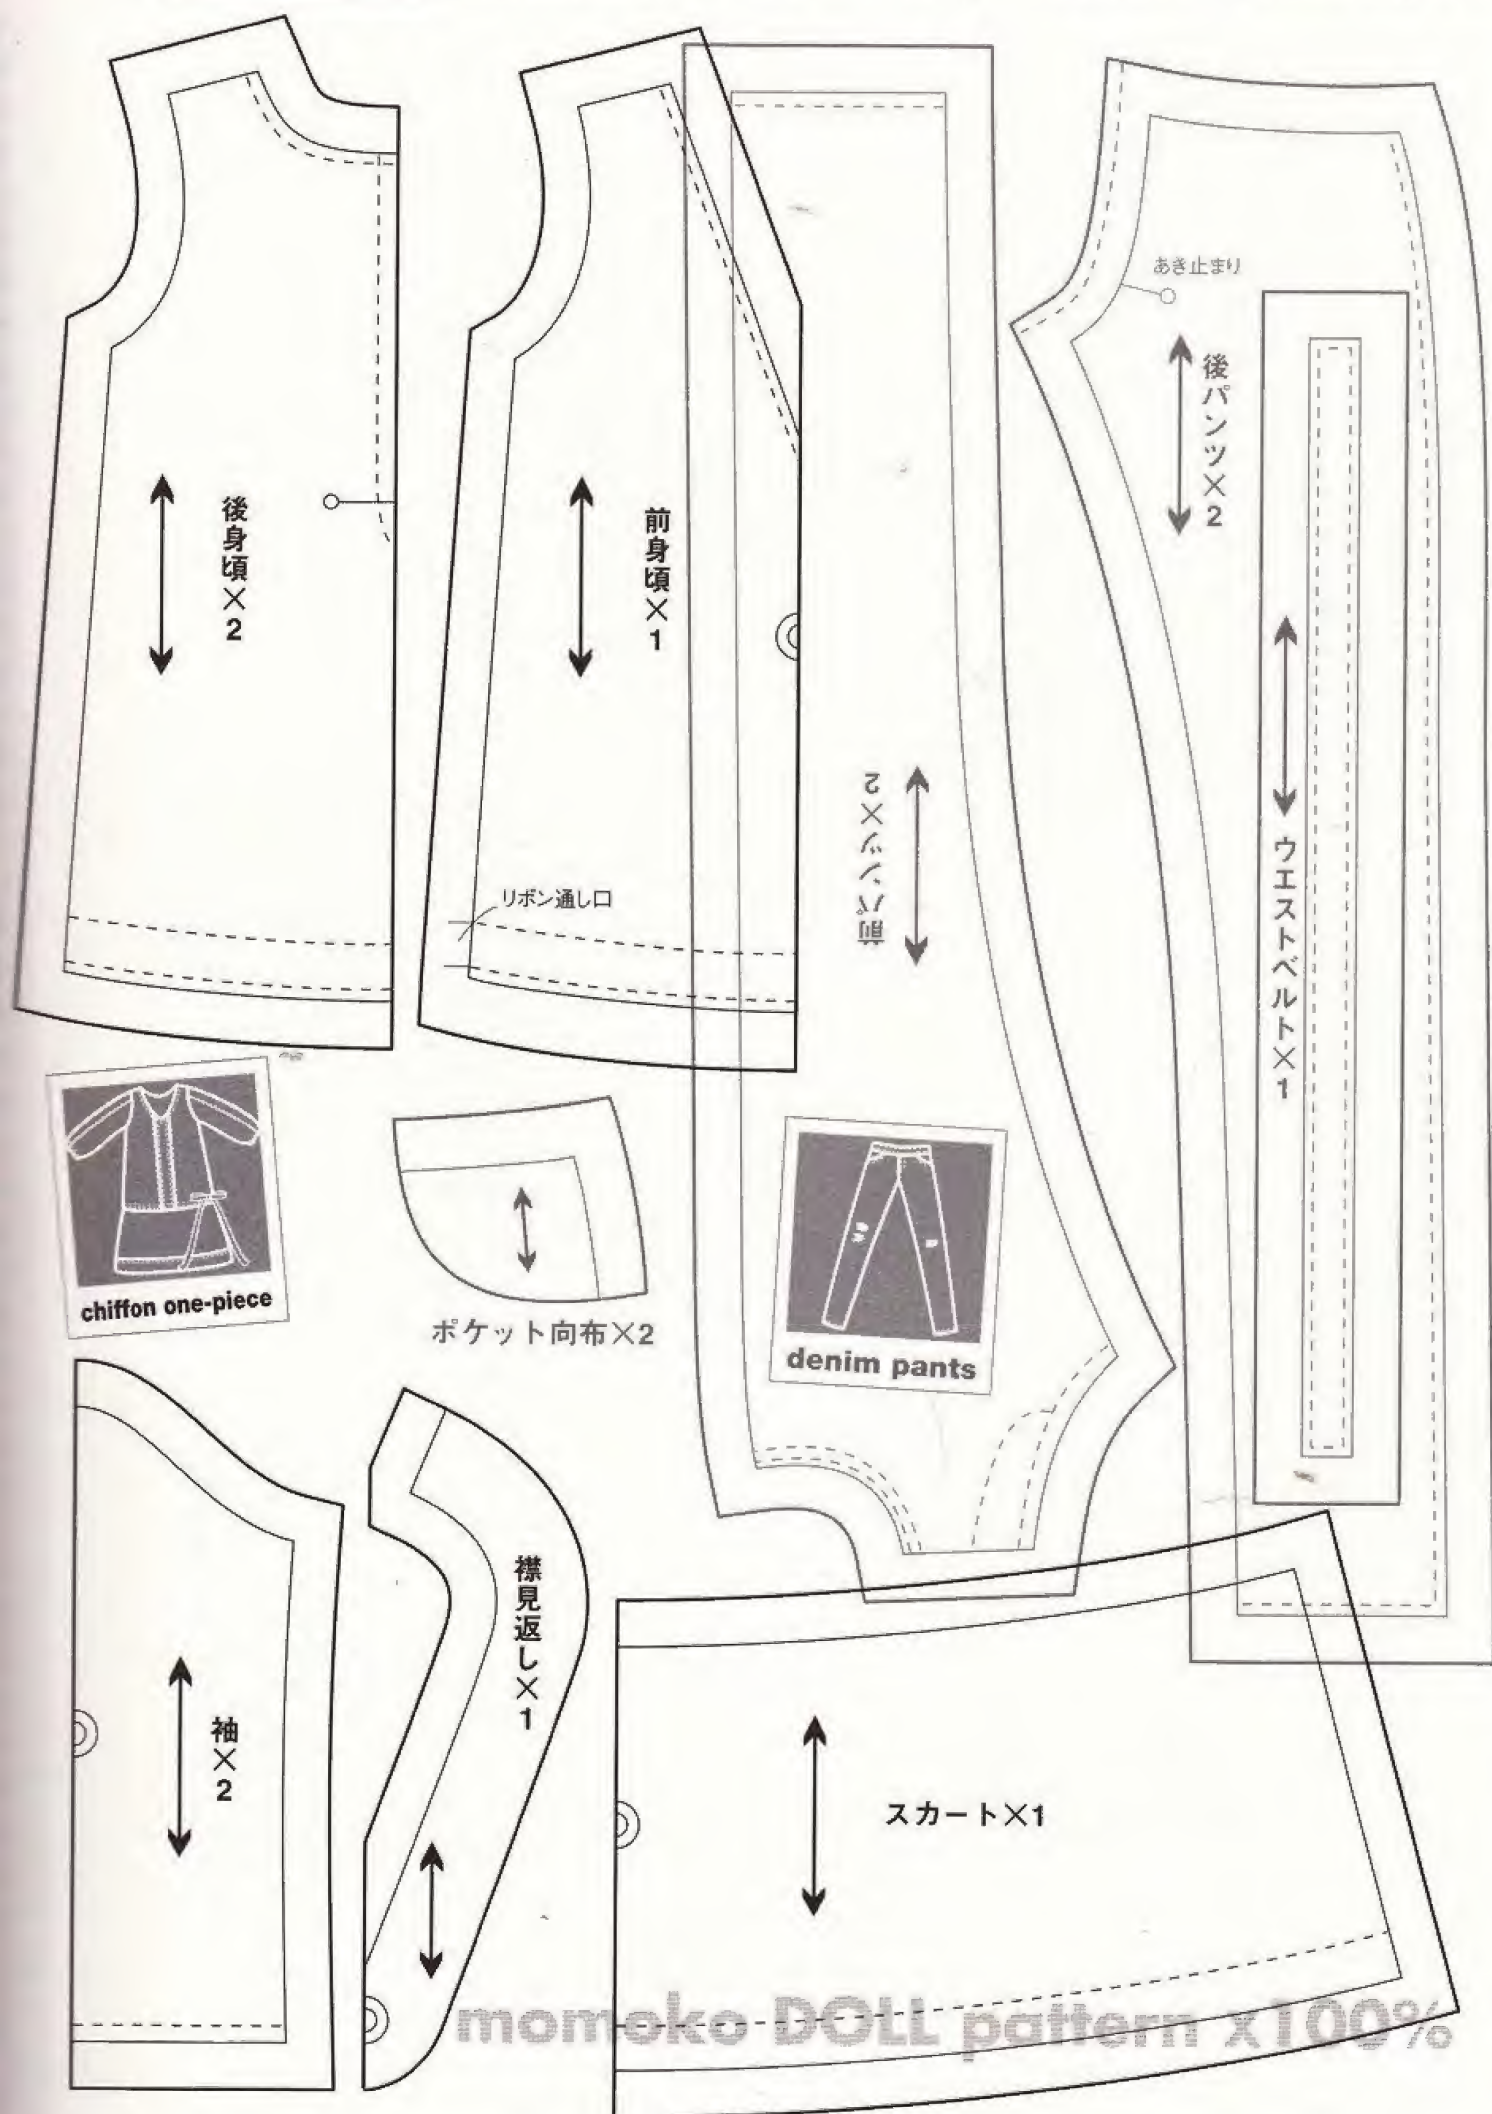 あき止まり
後パンツ×2
後身頃×2
前身頃×1
前パンツ×2
ウエストベルト×1
リボン通し口
chiffon one-piece
ポケット向布×2
denim pants
襟見返し×1
袖×2
スカート×1
momoko DOLL pattern x100%